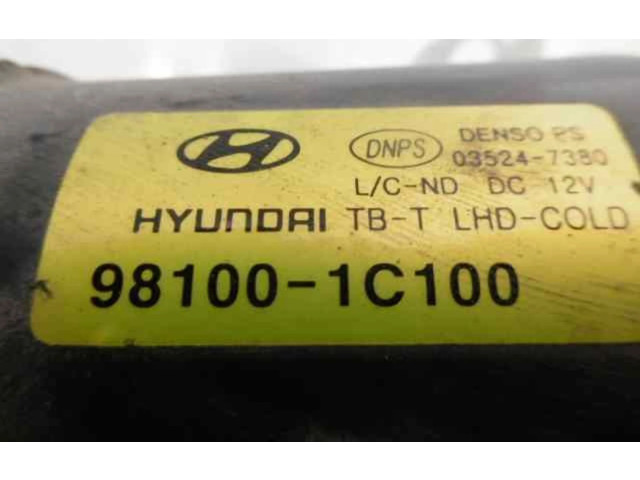 DNPS DENSO PS
03524-7380
L/C-ND DC 12V
HYUNDAI TB-T LHD-COLD
98100-1C100